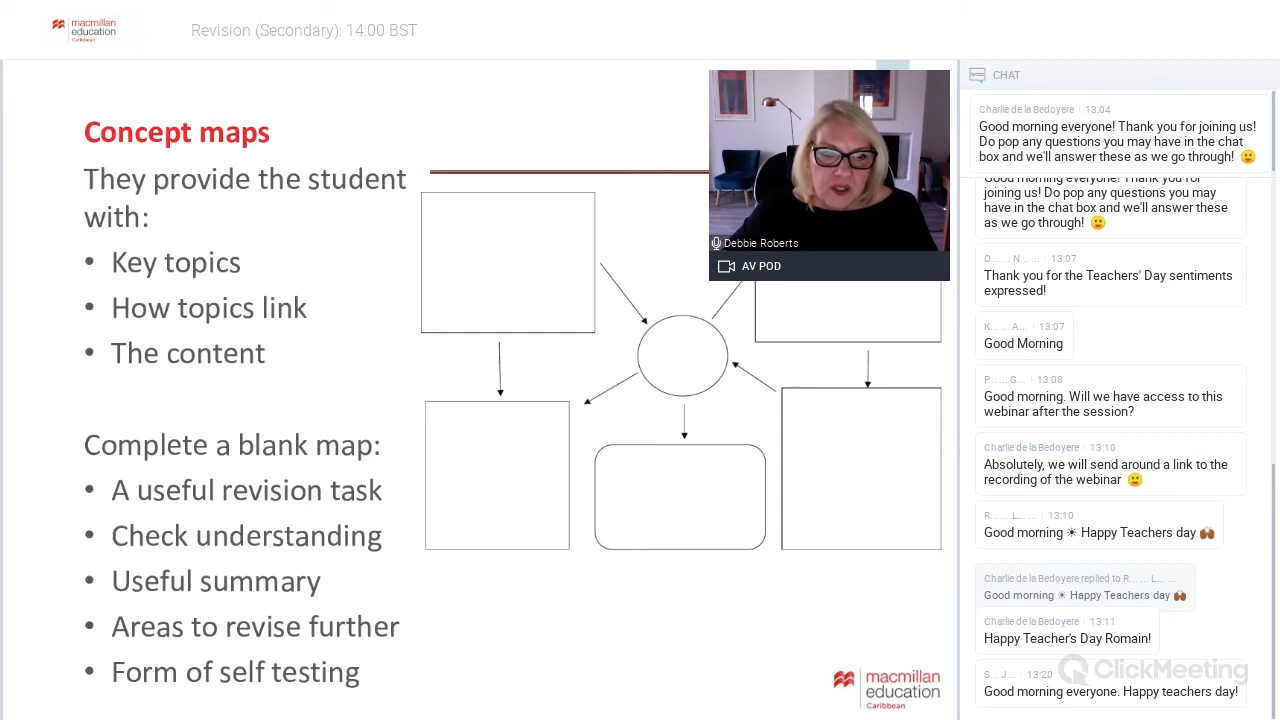 macmillan
education
Caribbean
Revision (Secondary): 14:00 BST
Concept maps
They provide the student
with:
• Key topics
• How topics link
• The content
Complete a blank map:
• A useful revision task
• Check understanding
• Useful summary
• Areas to revise further
• Form of self testing
Debbie Roberts
AV POD
macmillan
education
Caribbean
CHAT
Charlie de la Bedoyere 13:04
Good morning everyone! Thank you for joining us!
Do pop any questions you may have in the chat
box and we'll answer these as we go through! 🙂
Good morning everyone! Thank you for
joining us! Do pop any questions you may
have in the chat box and we'll answer these
as we go through! 🙂
O... ... N... ... 13:07
Thank you for the Teachers' Day sentiments
expressed!
K... ... A... 13:07
Good Morning
P... ... G... 13:08
Good morning. Will we have access to this
webinar after the session?
Charlie de la Bedoyere 13:10
Absolutely, we will send around a link to the
recording of the webinar 🙂
R... ... L... ... 13:10
Good morning ☀ Happy Teachers day 🙌🏾
Charlie de la Bedoyere replied to R... ... L... ...
Good morning ☀ Happy Teachers day 🙌🏾
Charlie de la Bedoyere 13:11
Happy Teacher's Day Romain!
ClickMeeting
S... ... J... ... 13:20
Good morning everyone. Happy teachers day!